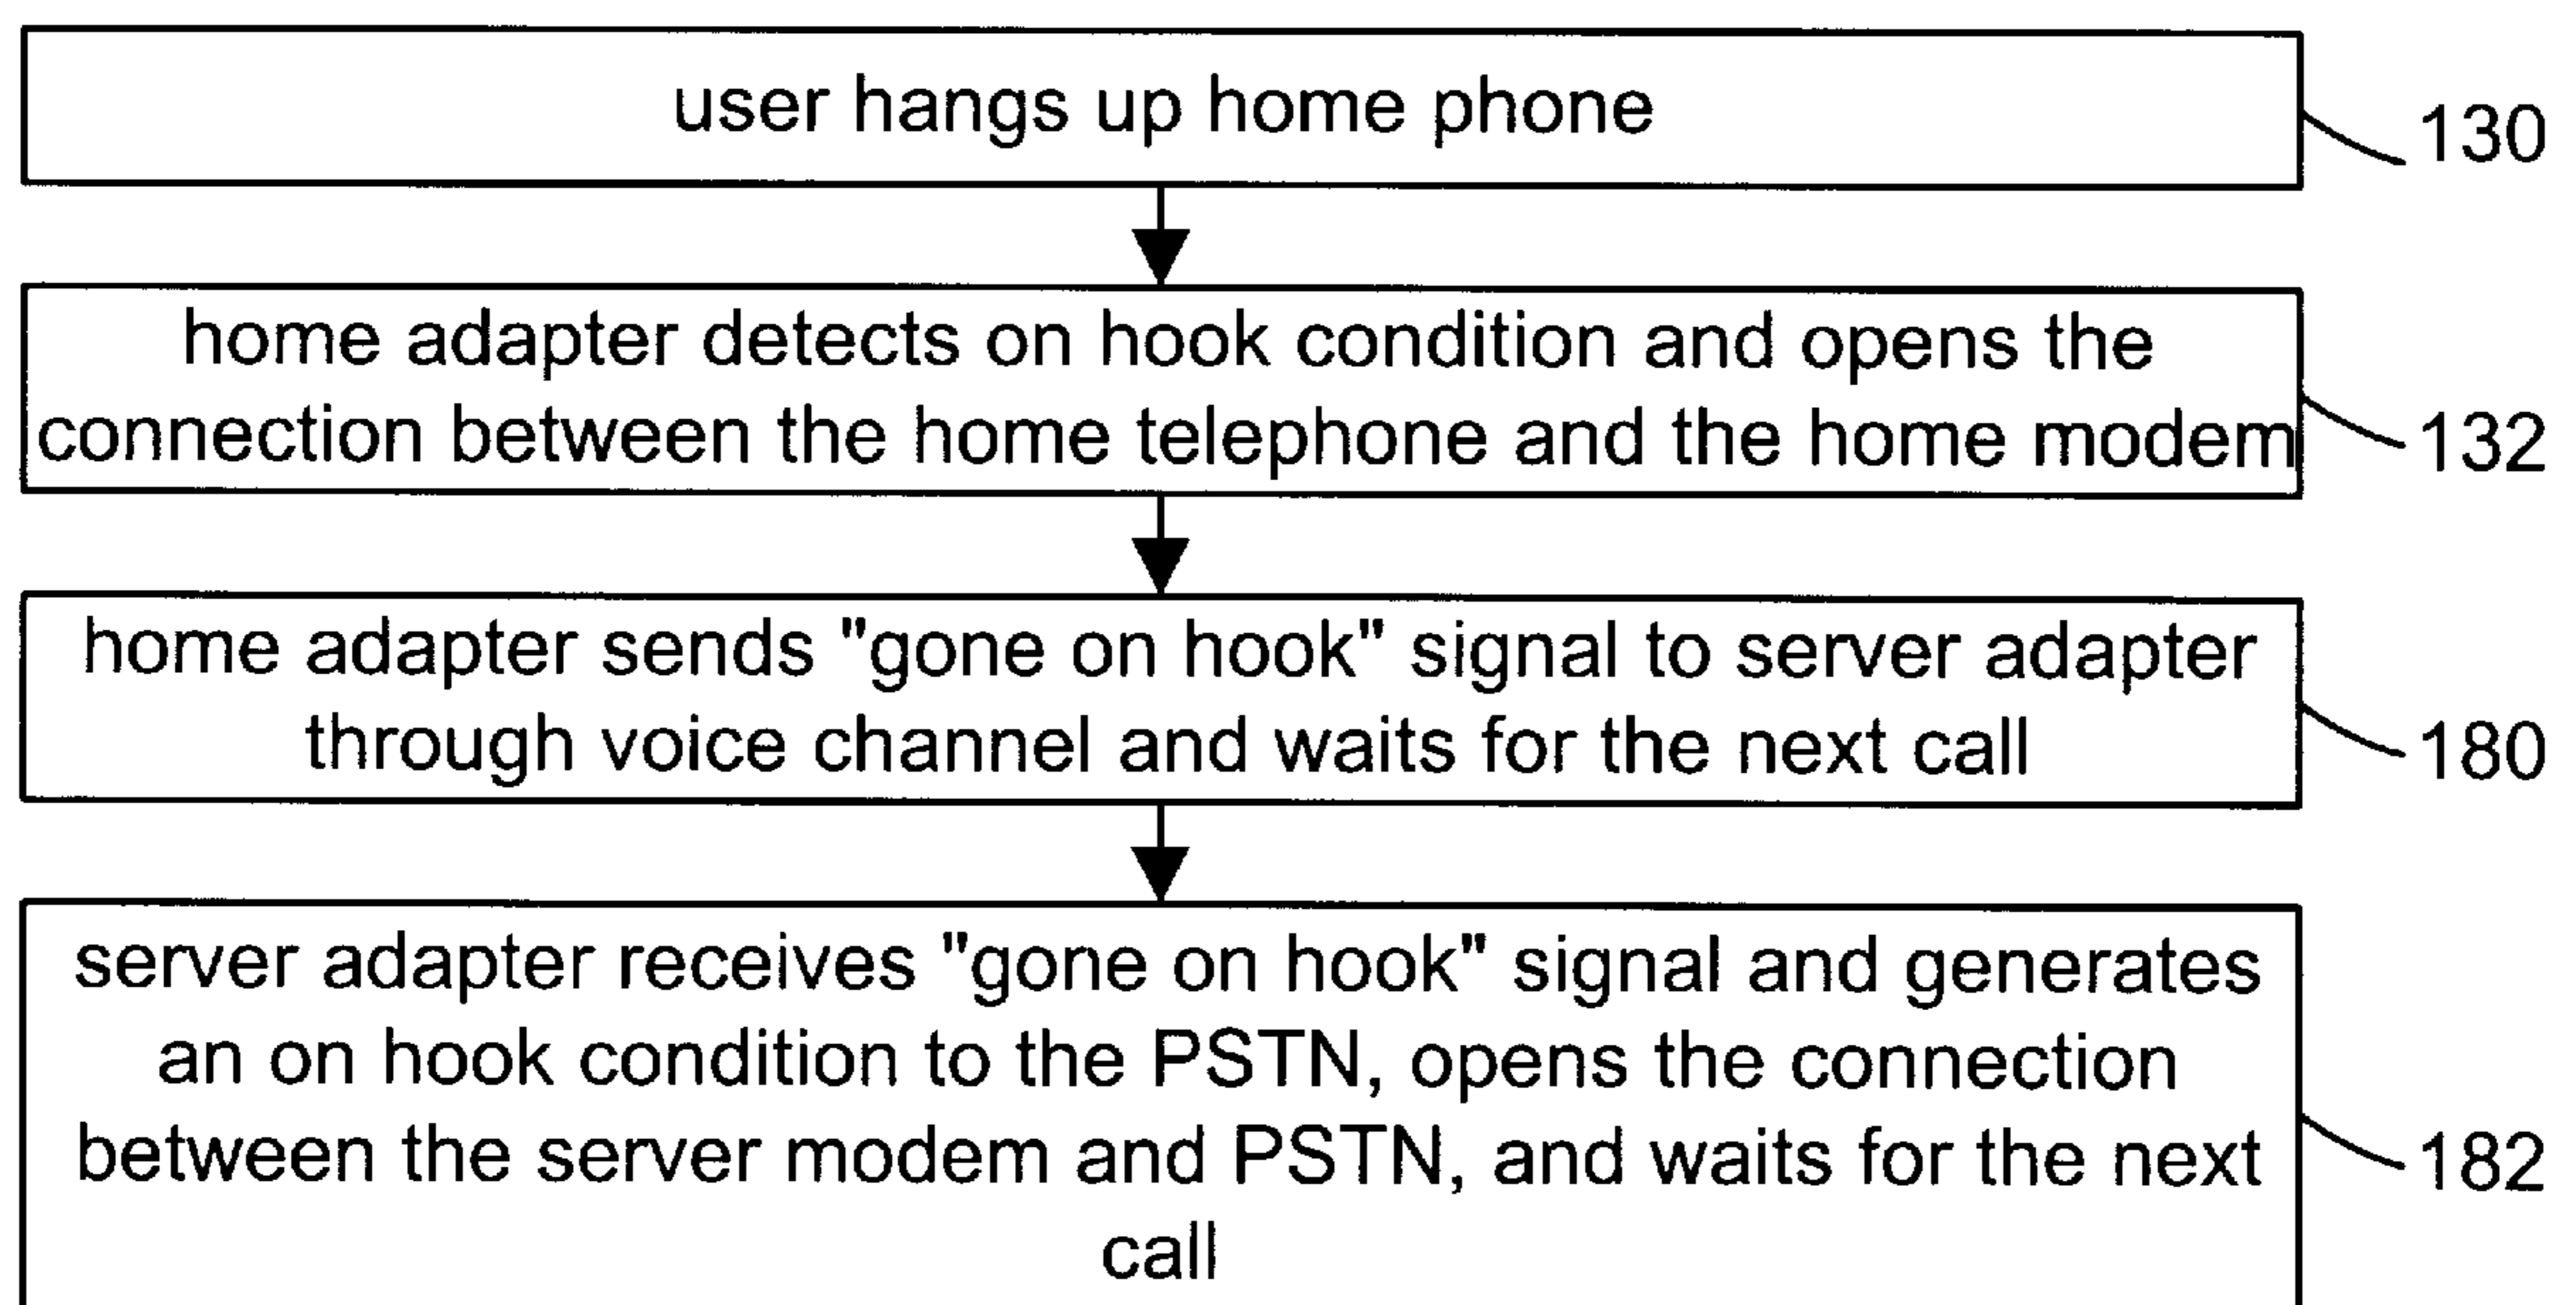 user hangs up home phone
130
home adapter detects on hook condition and opens the
connection between the home telephone and the home modem
132
home adapter sends "gone on hook" signal to server adapter
through voice channel and waits for the next call
180
server adapter receives "gone on hook" signal and generates
an on hook condition to the PSTN, opens the connection
between the server modem and PSTN, and waits for the next
call
182